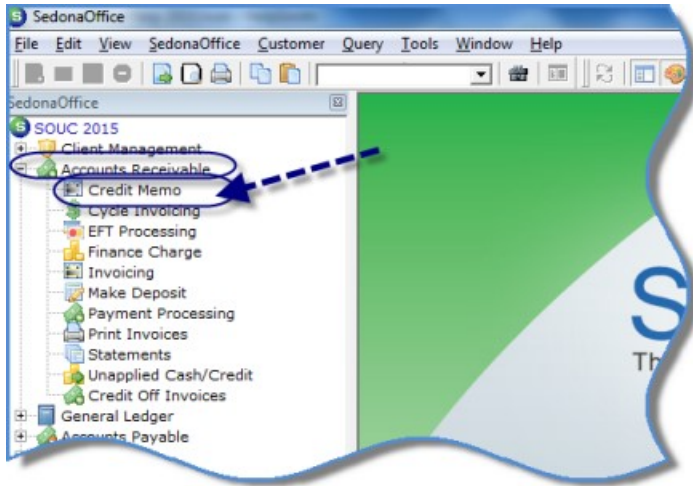 SedonaOffice
File Edit View SedonaOffice Customer Query Tools Window Help
SedonaOffice
SOUC 2015
Client Management
Accounts Receivable
Credit Memo
Cycle Invoicing
EFT Processing
Finance Charge
Invoicing
Make Deposit
Payment Processing
Print Invoices
Statements
Unapplied Cash/Credit
Credit Off Invoices
General Ledger
Accounts Payable
S
Th